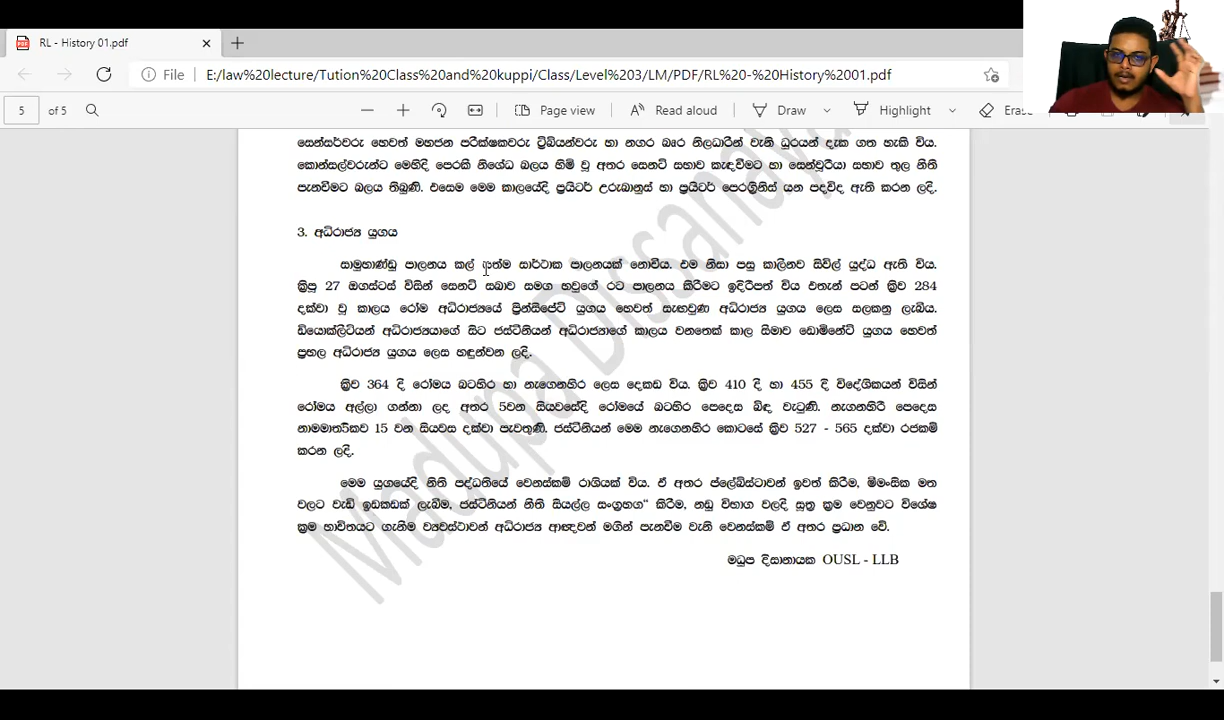 RL - History 01.pdf
File E:/law%20lecture/Tution%20Class%20and%20kuppi/Class/Level%203/LM/PDF/RL%20-%20History%2001.pdf
5 of 5 Page view Read aloud Draw Highlight Eras
සෙන්සර්වරු හෙවත් මහජන පරීක්ෂකවරු ට්‍රිබියන්වරු හා නගර බෘර නිලධාරීන් වැනි ධුරයන් දැක ගත හැකි විය.
කොන්සල්වරුන්ට මෙහිදි පෙරකී නිශේධ බලය හිමි වූ අතර සෙනට් සභාව කැඳවීමට හා සෙන්චූරියා සභාව තුල නීති
පැනවීමට බලය තිබුණි. එසෙම මෙම කාලයේදි ප්‍රයිටර් උරුබානුස් හා ප්‍රයිටර් පෙරග්‍රිනිස් යන පදවිද ඇති කරන ලදි.
3. අධිරාජ්‍ය යුගය
සාමුහාණ්ඩු පාලනය කල් සාර්ථාක පාලනයක් නොවිය. එම නිසා පසු කාලිනව සිවිල් යුද්ධ ඇති විය.
ක්‍රිපූ 27 ඔගස්ටස් විසින් සෙනට් සඛාව සමග හවුගේ රට පාලනය කිරීමට ඉදිරිපත් විය එතැන් පටන් ක්‍රිව 284
දක්වා වූ කාලය රෝම අධිරාජ්‍යයේ ප්‍රින්සිපේට් යුගය හෙවත් සැඟවුණ අධිරාජ්‍ය යුගය ලෙස සලකනු ලැබීය.
ඩියොක්ලිටියන් අධිරාජ්‍යයාගේ සිට ජස්ටිනියන් අධිරාජ්‍යාගේ කාලය වනතෙක් කාල සිමාව ඩොමිනේට් යුගය හෙවත්
ප්‍රභල අධිරාජ්‍ය යුගය ලෙස හඳුන්වන ලදි.
ක්‍රිව 364 දි රෝමය බටහිර හා නැගෙනහිර ලෙස දෙකඩ විය. ක්‍රිව 410 දි හා 455 දි විදේශිකයන් විසින්
රෝමය අල්ලා ගන්නා ලද අතර 5වන සියවසේදි රෝමයේ බටහිර පෙදෙස බිඳ වැටුණි. නැගනහිරි පෙදෙස
නාමමාත්‍රිකව 15 වන සියවස දක්වා පැවතුණි. ජස්ටිනියන් මෙම නැගෙනහිර කොටසේ ක්‍රිව 527 - 565 දක්වා රජකම්
කරන ලදී.
මෙම යුගයේදි නිති පද්ධතියේ වෙනස්කම් රාශියක් විය. ඒ අතර ප්ලේබිස්ටාවන් ඉවත් කිරීම, මීමංසික මත
වලට වැඩි ඉඩකඩක් ලැබීම, ජස්ටිනියන් නීති සියල්ල සංග්‍රහග" කිරීම, නඩු විභාග වලදී සූත්‍ර ක්‍රම වෙනුවට විශේෂ
ක්‍රම භාවිතයට ගැනිම ව්‍යවස්ථාවන් අධිරාජ්‍ය ආඥාවන් මගින් පැනවීම වැනි වෙනස්කම් ඒ අතර ප්‍රධාන වේ.
මධුප දිසානායක OUSL - LLB